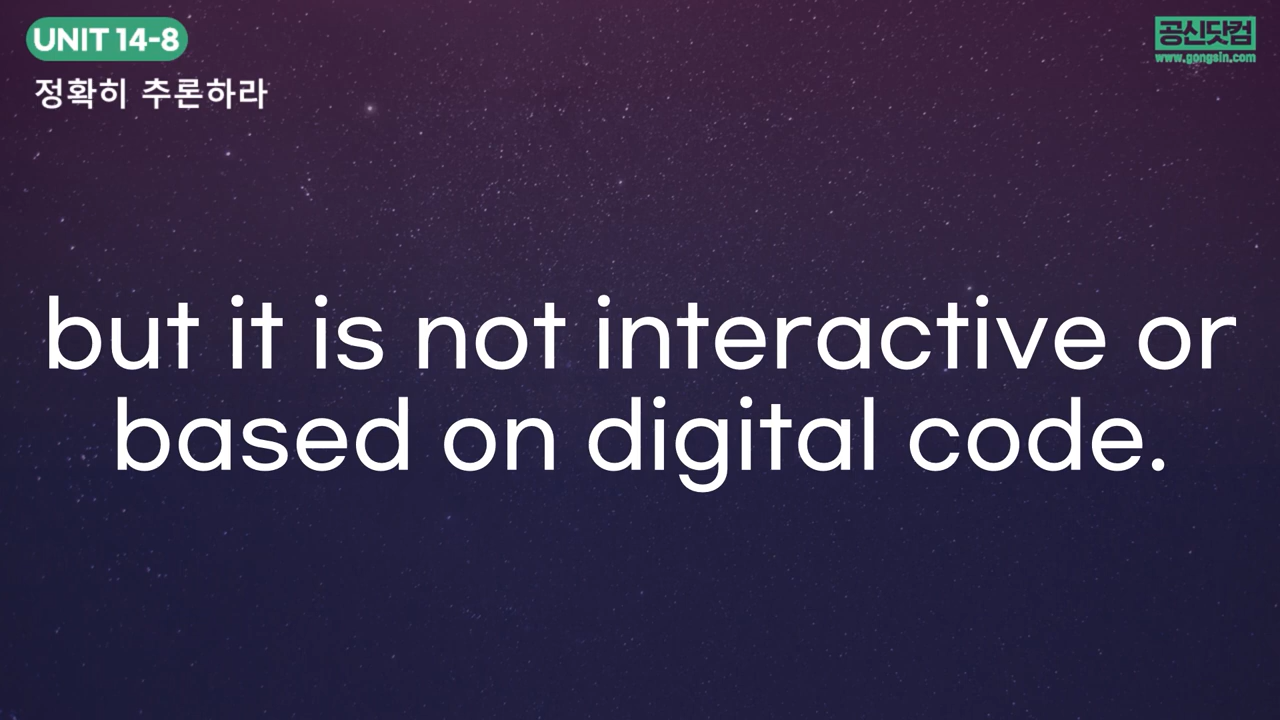 UNIT 14-8
공신닷컴
www.gongsin.com
정확히 추론하라
but it is not interactive or
based on digital code.